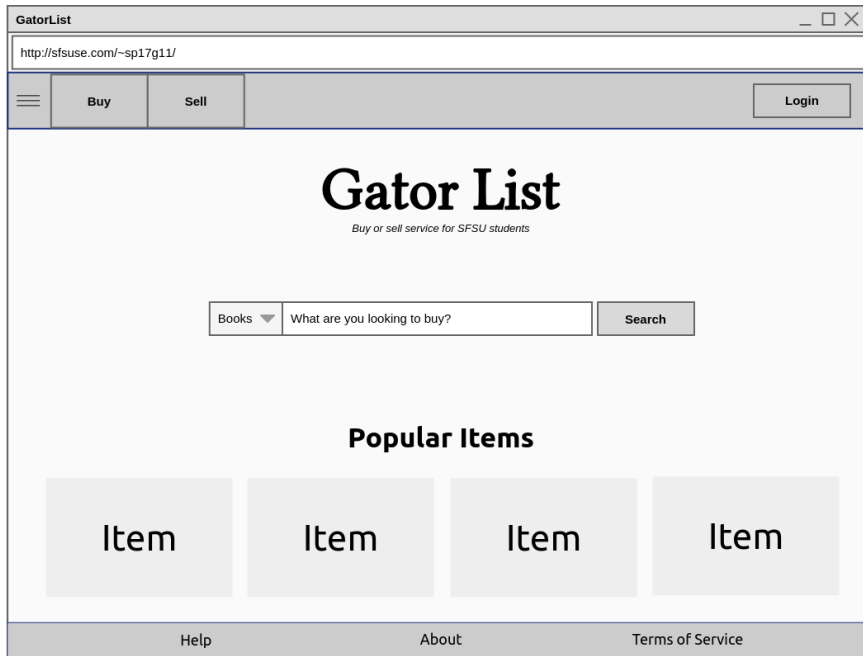 GatorList
http://sfsuse.com/~sp17g11/
Buy Sell Login
Gator List
Buy or sell service for SFSU students
Books What are you looking to buy? Search
Popular Items
Item Item Item Item
Help About Terms of Service